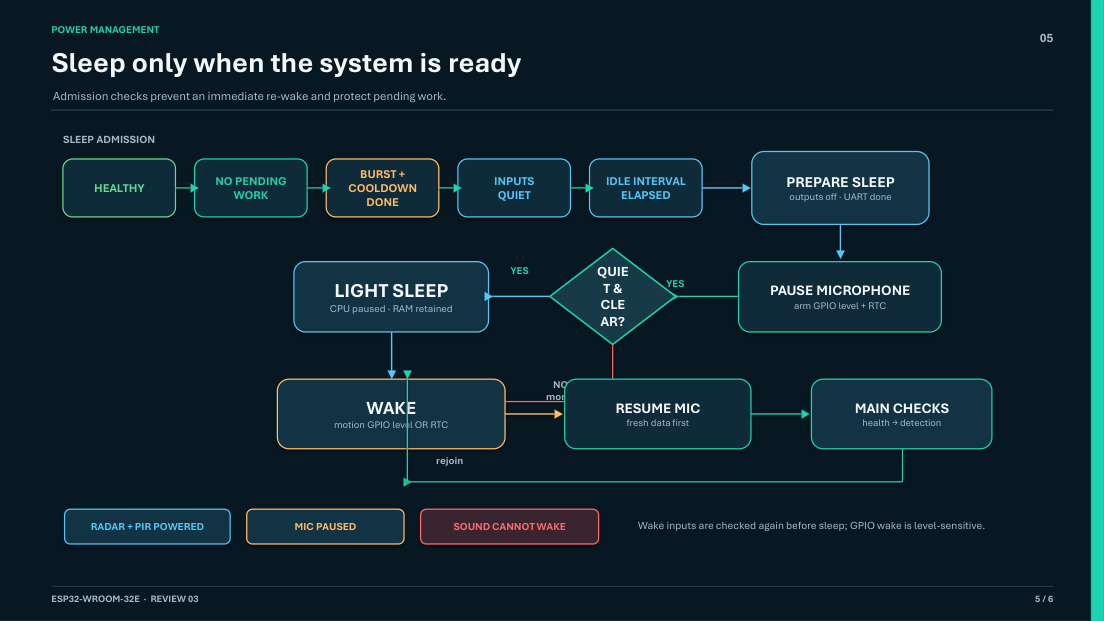 POWER MANAGEMENT
05
Sleep only when the system is ready
Admission checks prevent an immediate re-wake and protect pending work.
SLEEP ADMISSION
HEALTHY
NO PENDING
WORK
BURST +
COOLDOWN
DONE
INPUTS
QUIET
IDLE INTERVAL
ELAPSED
PREPARE SLEEP
outputs off · UART done
LIGHT SLEEP
CPU paused · RAM retained
YES
QUIE
T &
CLE
AR?
YES
PAUSE MICROPHONE
arm GPIO level + RTC
WAKE
motion GPIO level OR RTC
NO
RESUME MIC
fresh data first
MAIN CHECKS
health → detection
rejoin
RADAR + PIR POWERED
MIC PAUSED
SOUND CANNOT WAKE
Wake inputs are checked again before sleep; GPIO wake is level-sensitive.
ESP32-WROOM-32E · REVIEW 03
5 / 6